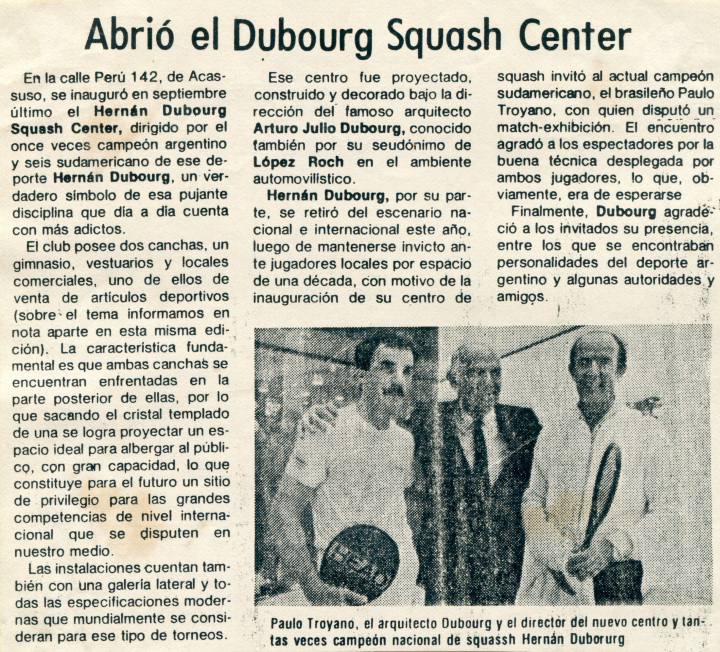 Abrió el Dubourg Squash Center
En la calle Perú 142, de Acas-
suso, se inauguró en septiembre
último el Hernán Dubourg
Squash Center, dirigido por el
once veces campeón argentino
y seis sudamericano de ese de-
porte Hernán Dubourg, un ver-
dadero símbolo de esa pujante
disciplina que día a día cuenta
con más adictos.
El club posee dos canchas, un
gimnasio, vestuarios y locales
comerciales, uno de ellos de
venta de artículos deportivos
(sobre el tema informamos en
nota aparte en esta misma edi-
ción). La característica funda-
mental es que ambas canchas se
encuentran enfrentadas en la
parte posterior de ellas, por lo
que sacando el cristal templado
de una se logra proyectar un es-
pacio ideal para albergar al públi-
co, con gran capacidad, lo que
constituye para el futuro un sitio
de privilegio para las grandes
competencias de nivel interna-
cional que se disputen en
nuestro medio.
Las instalaciones cuentan tam-
bién con una galería lateral y to-
das las especificaciones moder-
nas que mundialmente se consi-
deran para ese tipo de torneos.
Ese centro fue proyectado,
construido y decorado bajo la di-
rección del famoso arquitecto
Arturo Julio Dubourg, conocido
también por su seudónimo de
López Roch en el ambiente
automovilístico.
Hernán Dubourg, por su par-
te, se retiró del escenario na-
cional e internacional este año,
luego de mantenerse invicto an-
te jugadores locales por espacio
de una década, con motivo de la
inauguración de su centro de
squash invitó al actual campeón
sudamericano, el brasileño Paulo
Troyano, con quien disputó un
match-exhibición. El encuentro
agradó a los espectadores por la
buena técnica desplegada por
ambos jugadores, lo que, ob-
viamente, era de esperarse
Finalmente, Dubourg agrade-
ció a los invitados su presencia,
entre los que se encontraban
personalidades del deporte ar-
gentino y algunas autoridades y
amigos.
HEAD
Paulo Troyano, el arquitecto Dubourg y el director del nuevo centro y tan-
tas veces campeón nacional de squassh Hernán Duborurg